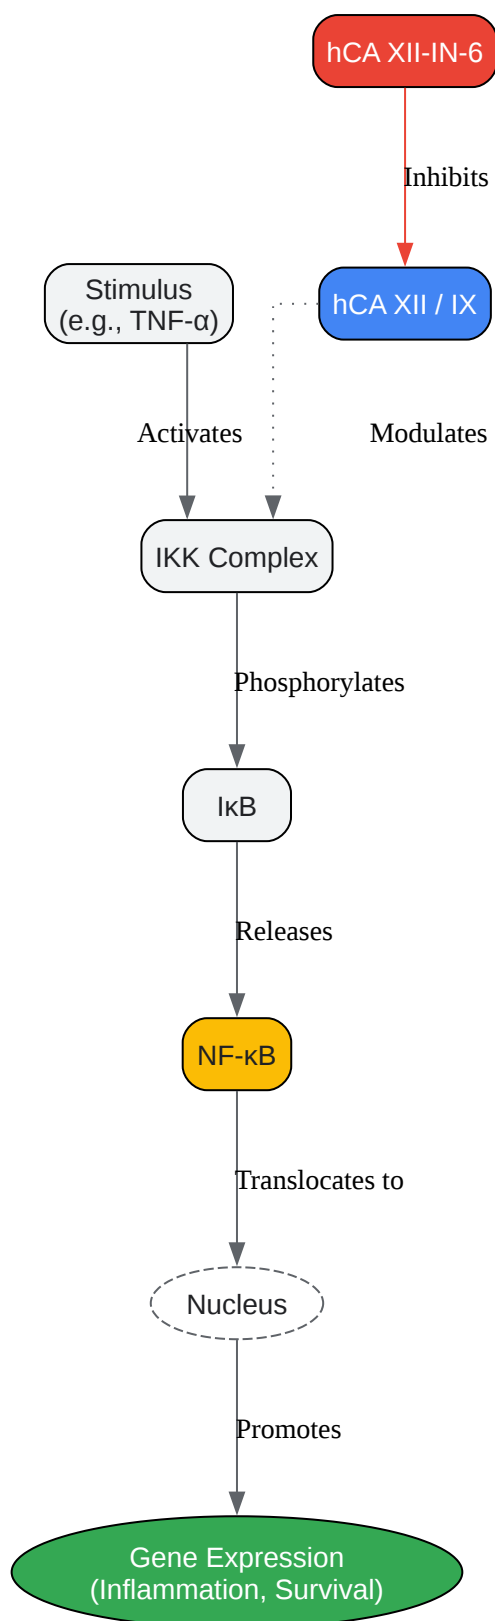 hCA XII-IN-6
Inhibits
Stimulus
(e.g., TNF-α)
hCA XII / IX
Activates
Modulates
IKK Complex
Phosphorylates
IκB
Releases
NF-κB
Translocates to
Nucleus
Promotes
Gene Expression
(Inflammation, Survival)